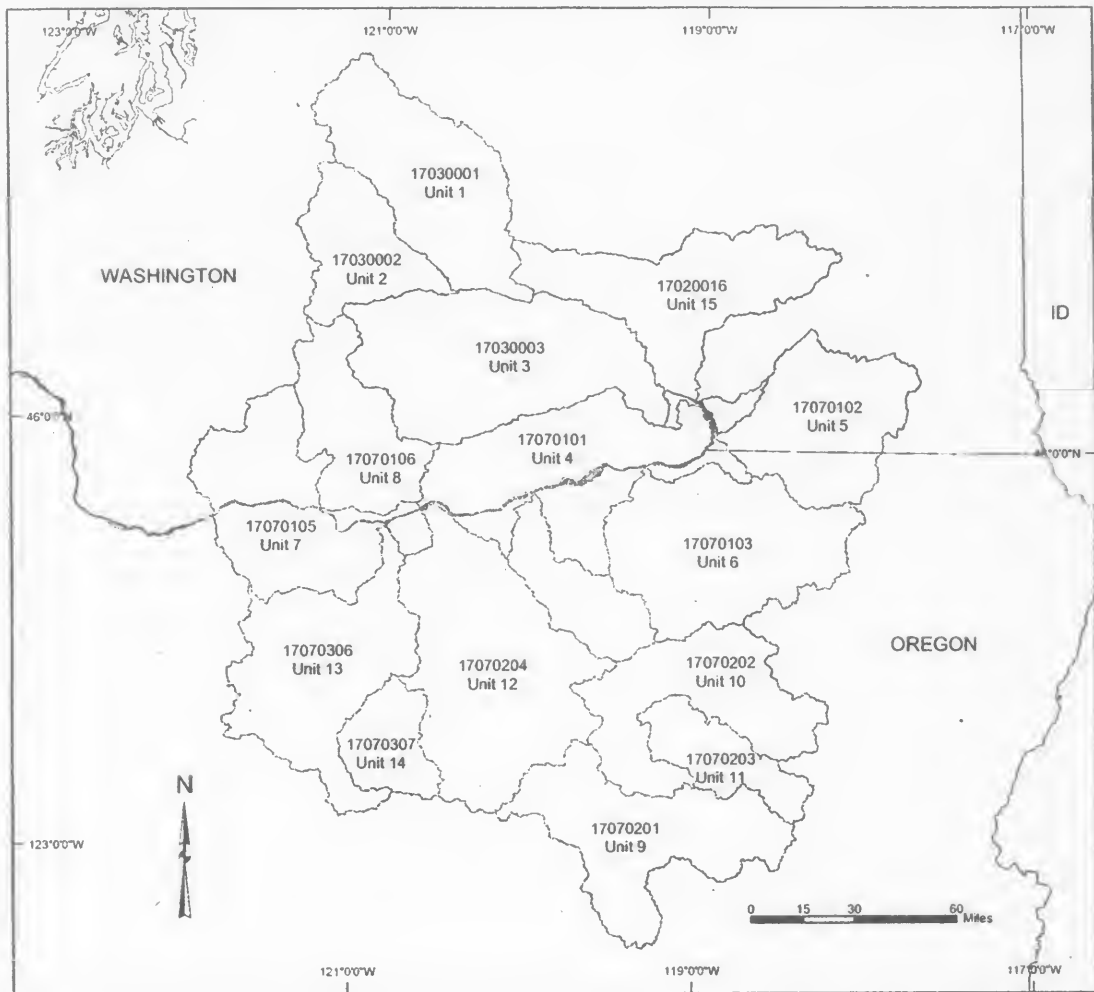 123°0'0"W
121°0'0"W
119°0'0"W
117°0'0"W
17030001
Unit 1
WASHINGTON
17030002
Unit 2
17020016
Unit 15
ID
17030003
Unit 3
46°0'0"N
17070102
Unit 5
17070101
Unit 4
17070106
Unit 8
0'0"N
17070105
Unit 7
17070103
Unit 6
OREGON
17070306
Unit 13
17070204
Unit 12
17070202
Unit 10
17070307
Unit 14
17070203
Unit 11
N
17070201
Unit 9
123°0'0"W
0 15 30 60
Miles
121°0'0"W
119°0'0"W
117°0'0"W